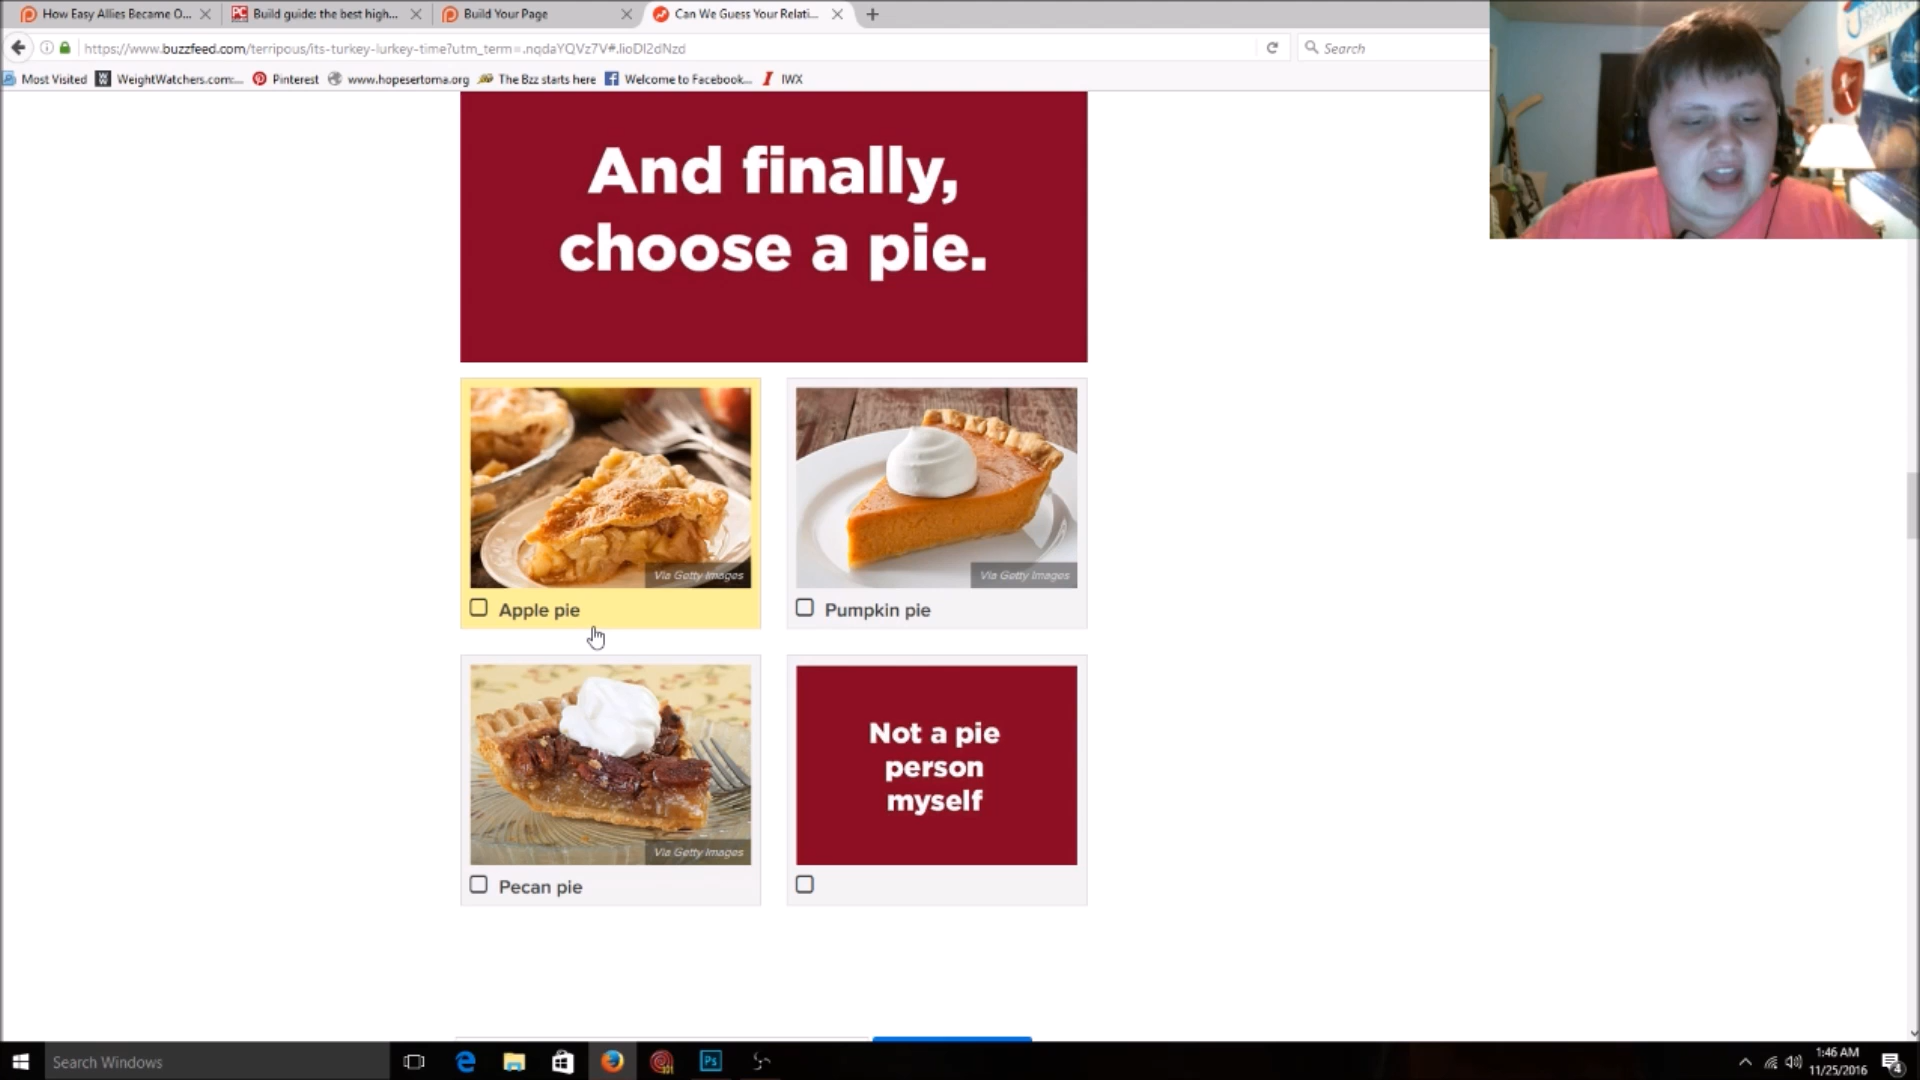 How Easy Allies Became O...
Build guide: the best high...
Build Your Page
Can We Guess Your Relati...
https://www.buzzfeed.com/terripous/its-turkey-lurkey-time?utm_term=.nqdaYQVz7V#.lioDl2dNzd
Search
Most Visited
WeightWatchers.com:...
Pinterest
www.hopesertoma.org
The Bzz starts here
Welcome to Facebook...
IWX
And finally,
choose a pie.
Via Getty Images
Via Getty Images
Apple pie
Pumpkin pie
Not a pie
person
myself
Via Getty Images
Pecan pie
Search Windows
Ps
1:46 AM
11/25/2016
4